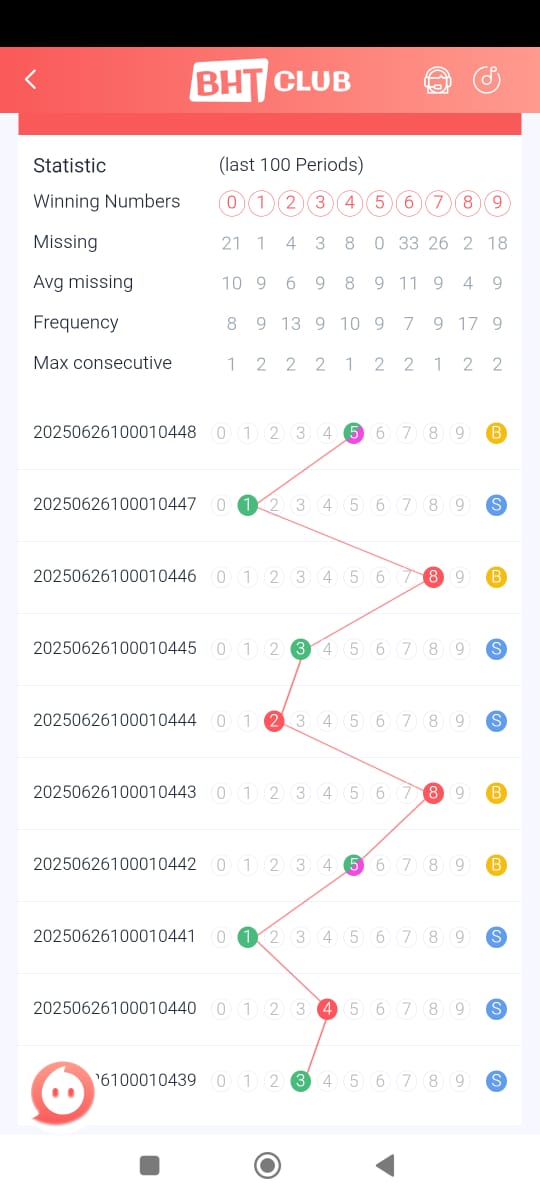 BHT CLUB
Statistic (last 100 Periods)
Winning Numbers 0 1 2 3 4 5 6 7 8 9
Missing 21 1 4 3 8 0 33 26 2 18
Avg missing 10 9 6 9 8 9 11 9 4 9
Frequency 8 9 13 9 10 9 7 9 17 9
Max consecutive 1 2 2 2 1 2 2 1 2 2
20250626100010448 0 1 2 3 4 5 6 7 8 9 B
20250626100010447 0 1 2 3 4 5 6 7 8 9 S
20250626100010446 0 1 2 3 4 5 6 7 8 9 B
20250626100010445 0 1 2 3 4 5 6 7 8 9 S
20250626100010444 0 1 2 3 4 5 6 7 8 9 S
20250626100010443 0 1 2 3 4 5 6 7 8 9 B
20250626100010442 0 1 2 3 4 5 6 7 8 9 B
20250626100010441 0 1 2 3 4 5 6 7 8 9 S
20250626100010440 0 1 2 3 4 5 6 7 8 9 S
6100010439 0 1 2 3 4 5 6 7 8 9 S